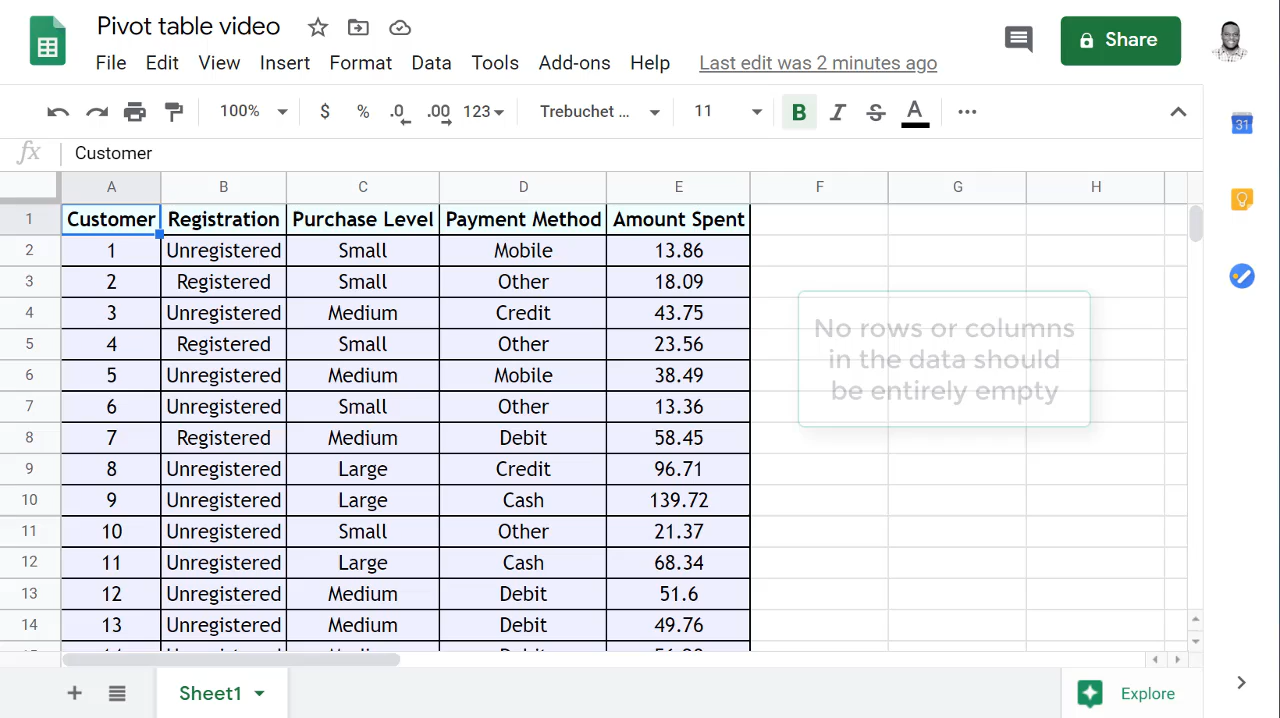 Pivot table video
File Edit View Insert Format Data Tools Add-ons Help Last edit was 2 minutes ago
Share
100% $ % .0 .00 123 Trebuchet ... 11 B I S A ...
fx Customer
A B C D E F G H
1 Customer Registration Purchase Level Payment Method Amount Spent
2 1 Unregistered Small Mobile 13.86
3 2 Registered Small Other 18.09
4 3 Unregistered Medium Credit 43.75
5 4 Registered Small Other 23.56
6 5 Unregistered Medium Mobile 38.49
7 6 Unregistered Small Other 13.36
8 7 Registered Medium Debit 58.45
9 8 Unregistered Large Credit 96.71
10 9 Unregistered Large Cash 139.72
11 10 Unregistered Small Other 21.37
12 11 Unregistered Large Cash 68.34
13 12 Unregistered Medium Debit 51.6
14 13 Unregistered Medium Debit 49.76
No rows or columns
in the data should
be entirely empty
31
Sheet1
Explore